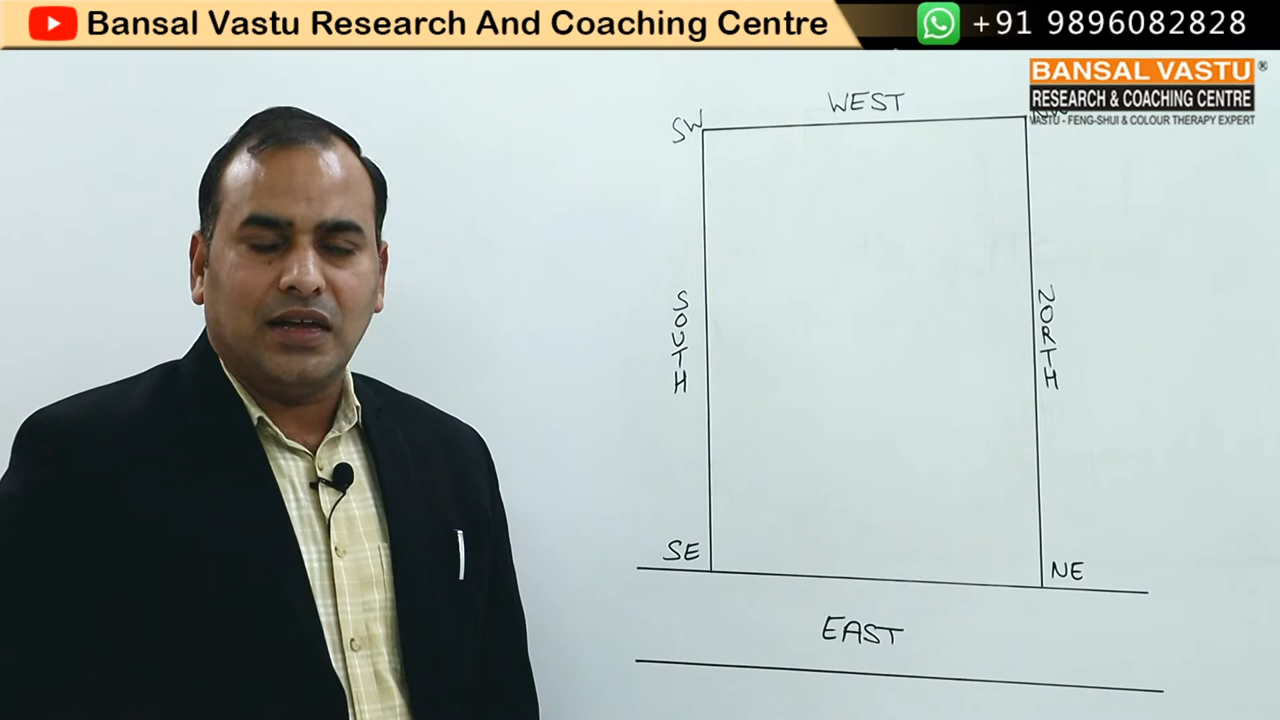 Bansal Vastu Research And Coaching Centre
+91 9896082828
BANSAL VASTU®
RESEARCH & COACHING CENTRE
VASTU - FENG-SHUI & COLOUR THERAPY EXPERT
WEST
SW
SOUTH
NORTH
SE
NE
EAST